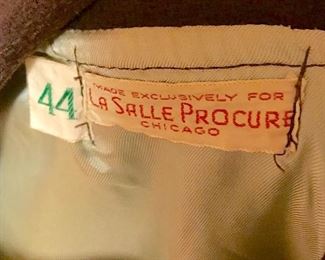 44
MADE EXCLUSIVELY FOR
LA SALLE PROCURE
CHICAGO